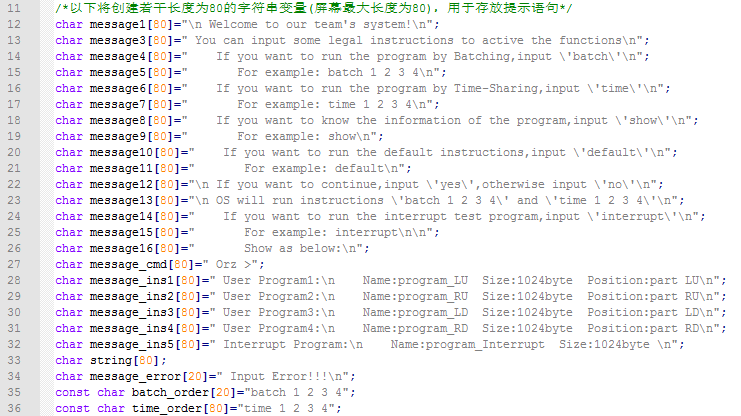 11 /*以下将创建若干长度为80的字符串变量(屏幕最大长度为80)，用于存放提示语句*/
12 char message1[80]="\n Welcome to our team's system!\n";
13 char message3[80]=" You can input some legal instructions to active the functions\n";
14 char message4[80]="    If you want to run the program by Batching,input \'batch\'\n";
15 char message5[80]="       For example: batch 1 2 3 4\n";
16 char message6[80]="    If you want to run the program by Time-Sharing,input \'time\'\n";
17 char message7[80]="       For example: time 1 2 3 4\n";
18 char message8[80]="    If you want to know the information of the program,input \'show\'\n";
19 char message9[80]="       For example: show\n";
20 char message10[80]="    If you want to run the default instructions,input \'default\'\n";
21 char message11[80]="       For example: default\n";
22 char message12[80]="\n If you want to continue,input \'yes\',otherwise input \'no\'\n";
23 char message13[80]="\n OS will run instructions \'batch 1 2 3 4\' and \'time 1 2 3 4\'\n";
24 char message14[80]="    If you want to run the interrupt test program,input \'interrupt\'\n";
25 char message15[80]="       For example: interrupt\n\n";
26 char message16[80]="       Show as below:\n";
27 char message_cmd[80]=" Orz >";
28 char message_ins1[80]=" User Program1:\n    Name:program_LU  Size:1024byte  Position:part LU\n";
29 char message_ins2[80]=" User Program2:\n    Name:program_RU  Size:1024byte  Position:part RU\n";
30 char message_ins3[80]=" User Program3:\n    Name:program_LD  Size:1024byte  Position:part LD\n";
31 char message_ins4[80]=" User Program4:\n    Name:program_RD  Size:1024byte  Position:part RD\n";
32 char message_ins5[80]=" Interrupt Program:\n    Name:program_Interrupt  Size:1024byte \n";
33 char string[80];
34 char message_error[20]=" Input Error!!!\n";
35 const char batch_order[20]="batch 1 2 3 4";
36 const char time_order[80]="time 1 2 3 4";